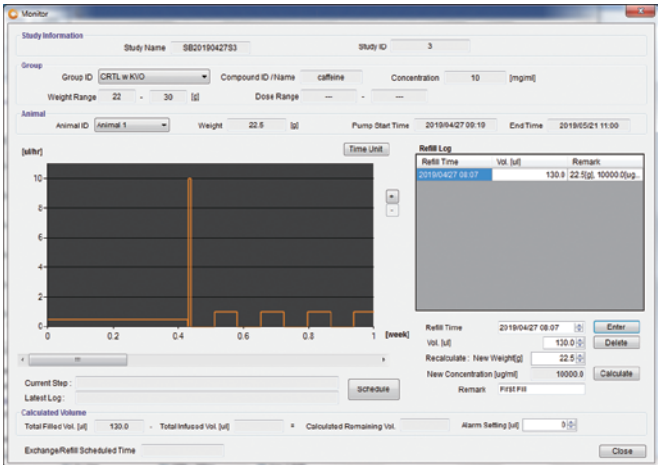 Monitor
Study Information
Study Name SB20190427S3 Study ID 3
Group
Group ID CRTL w KVO Compound ID /Name caffeine Concentration 10 [mg/ml]
Weight Range 22 - 30 [g] Dose Range --- - ---
Animal
Animal ID Animal 1 Weight 22.5 [g] Pump Start Time 2019/04/27 09:19 End Time 2019/05/21 11:00
[ul/hr] Time Unit Refill Log
Refill Time Vol. [ul] Remark
2019/04/27 08:07 130.0 22.5[g], 10000.0[ug..
10
8
6
4
2
0
0 0.2 0.4 0.6 0.8 1 [week]
+
-
Refill Time 2019/04/27 08:07 Enter
Vol. [ul] 130.0 Delete
Recalculate : New Weight[g] 22.5
New Concentration [ug/ml] 10000.0 Calculate
Remark First Fill
Current Step :
Latest Log :
Schedule
Calculated Volume
Total Filled Vol. [ul] 130.0 - Total Infused Vol. [ul] = Calculated Remaining Vol. Alarm Setting [ul] 0
Exchange/Refill Scheduled Time Close